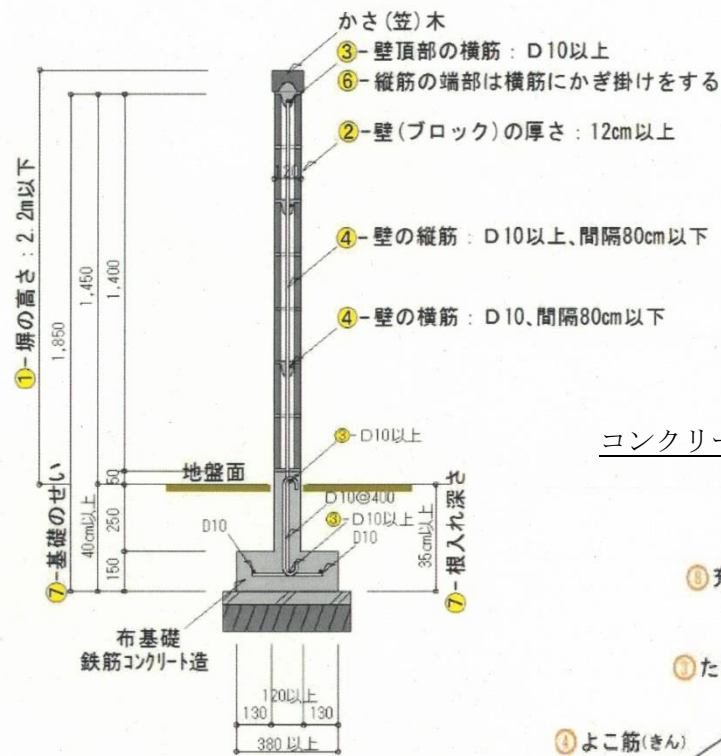 かさ(笠)木
③-壁頂部の横筋：D10以上
⑥-縦筋の端部は横筋にかぎ掛けをする
②-壁(ブロック)の厚さ：12cm以上
120
④-壁の縦筋：D10以上、間隔80cm以下
④-壁の横筋：D10、間隔80cm以下
①-塀の高さ：2.2m以下
1,850
1,450
1,400
③-D10以上
コンクリー
地盤面
50
D10@400
③-D10以上
D10
D10
⑦-基礎のせい
40cm以上
250
150
35cm以上
⑦-根入れ深さ
布基礎
鉄筋コンクリート造
120以上
130
130
380以上
③た
④よこ筋(きん)